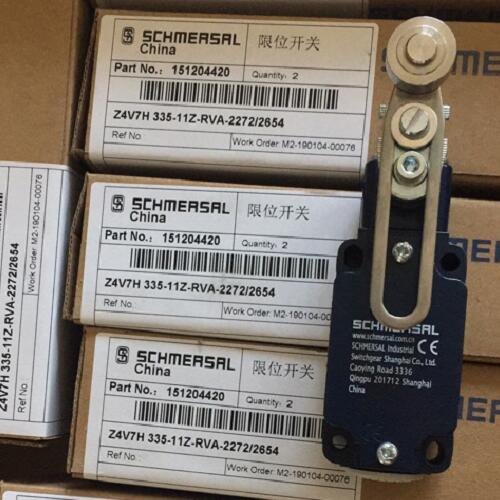 SCHMERSAL
China
限位开关
Part No.: 151204420
Quantity: 2
Z4V7H 335-11Z-RVA-2272/2654
Ref No.
Work Order: M2-190104-00076
SCHMERSAL
China
限位开关
Part No.: 151204420
Quantity: 2
Z4V7H 335-11Z-RVA-2272/2654
Ref No.
Work Order: M2-190104-00076
SCHMERSAL
China
限位开关
Part No.: 151204420
Quantity: 2
Z4V7H 335-11Z-RVA-2272/2654
Ref No.
Work Order: M2-190104-00076
Work Order: M2-190104-00076
Z4V7H 335-11Z-RVA-2272/2654
SCHMERSAL
www.schmersal.com.cn
SCHMERSAL Industrial
Switchgear Shanghai Co., Ltd.
Caoying Road 3336
Qingpu 201712 Shanghai
China
CE